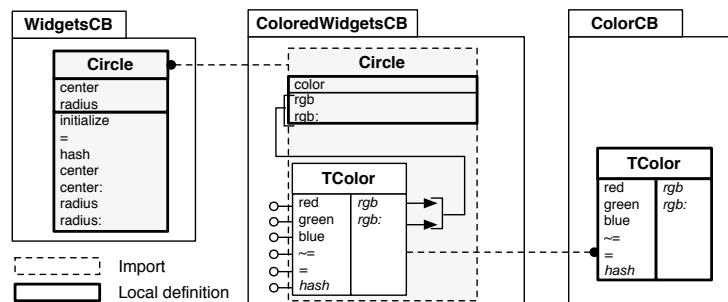 WidgetsCB
Circle
center
radius
initialize
=
hash
center
center:
radius
radius:
Import
Local definition
ColoredWidgetsCB
Circle
color
rgb
rgb:
TColor
red
green
blue
~=
=
hash
rgb
rgb:
ColorCB
TColor
red
green
blue
~=
=
hash
rgb
rgb: